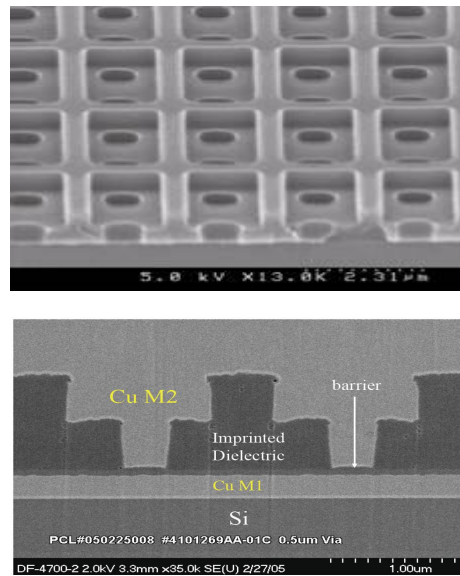 5.0 kV X13.0K 2.31μm
barrier
Cu M2
Imprinted
Dielectric
Cu M1
Si
PCL#050225008 #4101269AA-01C 0.5um Via
DF-4700-2 2.0kV 3.3mm x35.0k SE(U) 2/27/05 1.00um